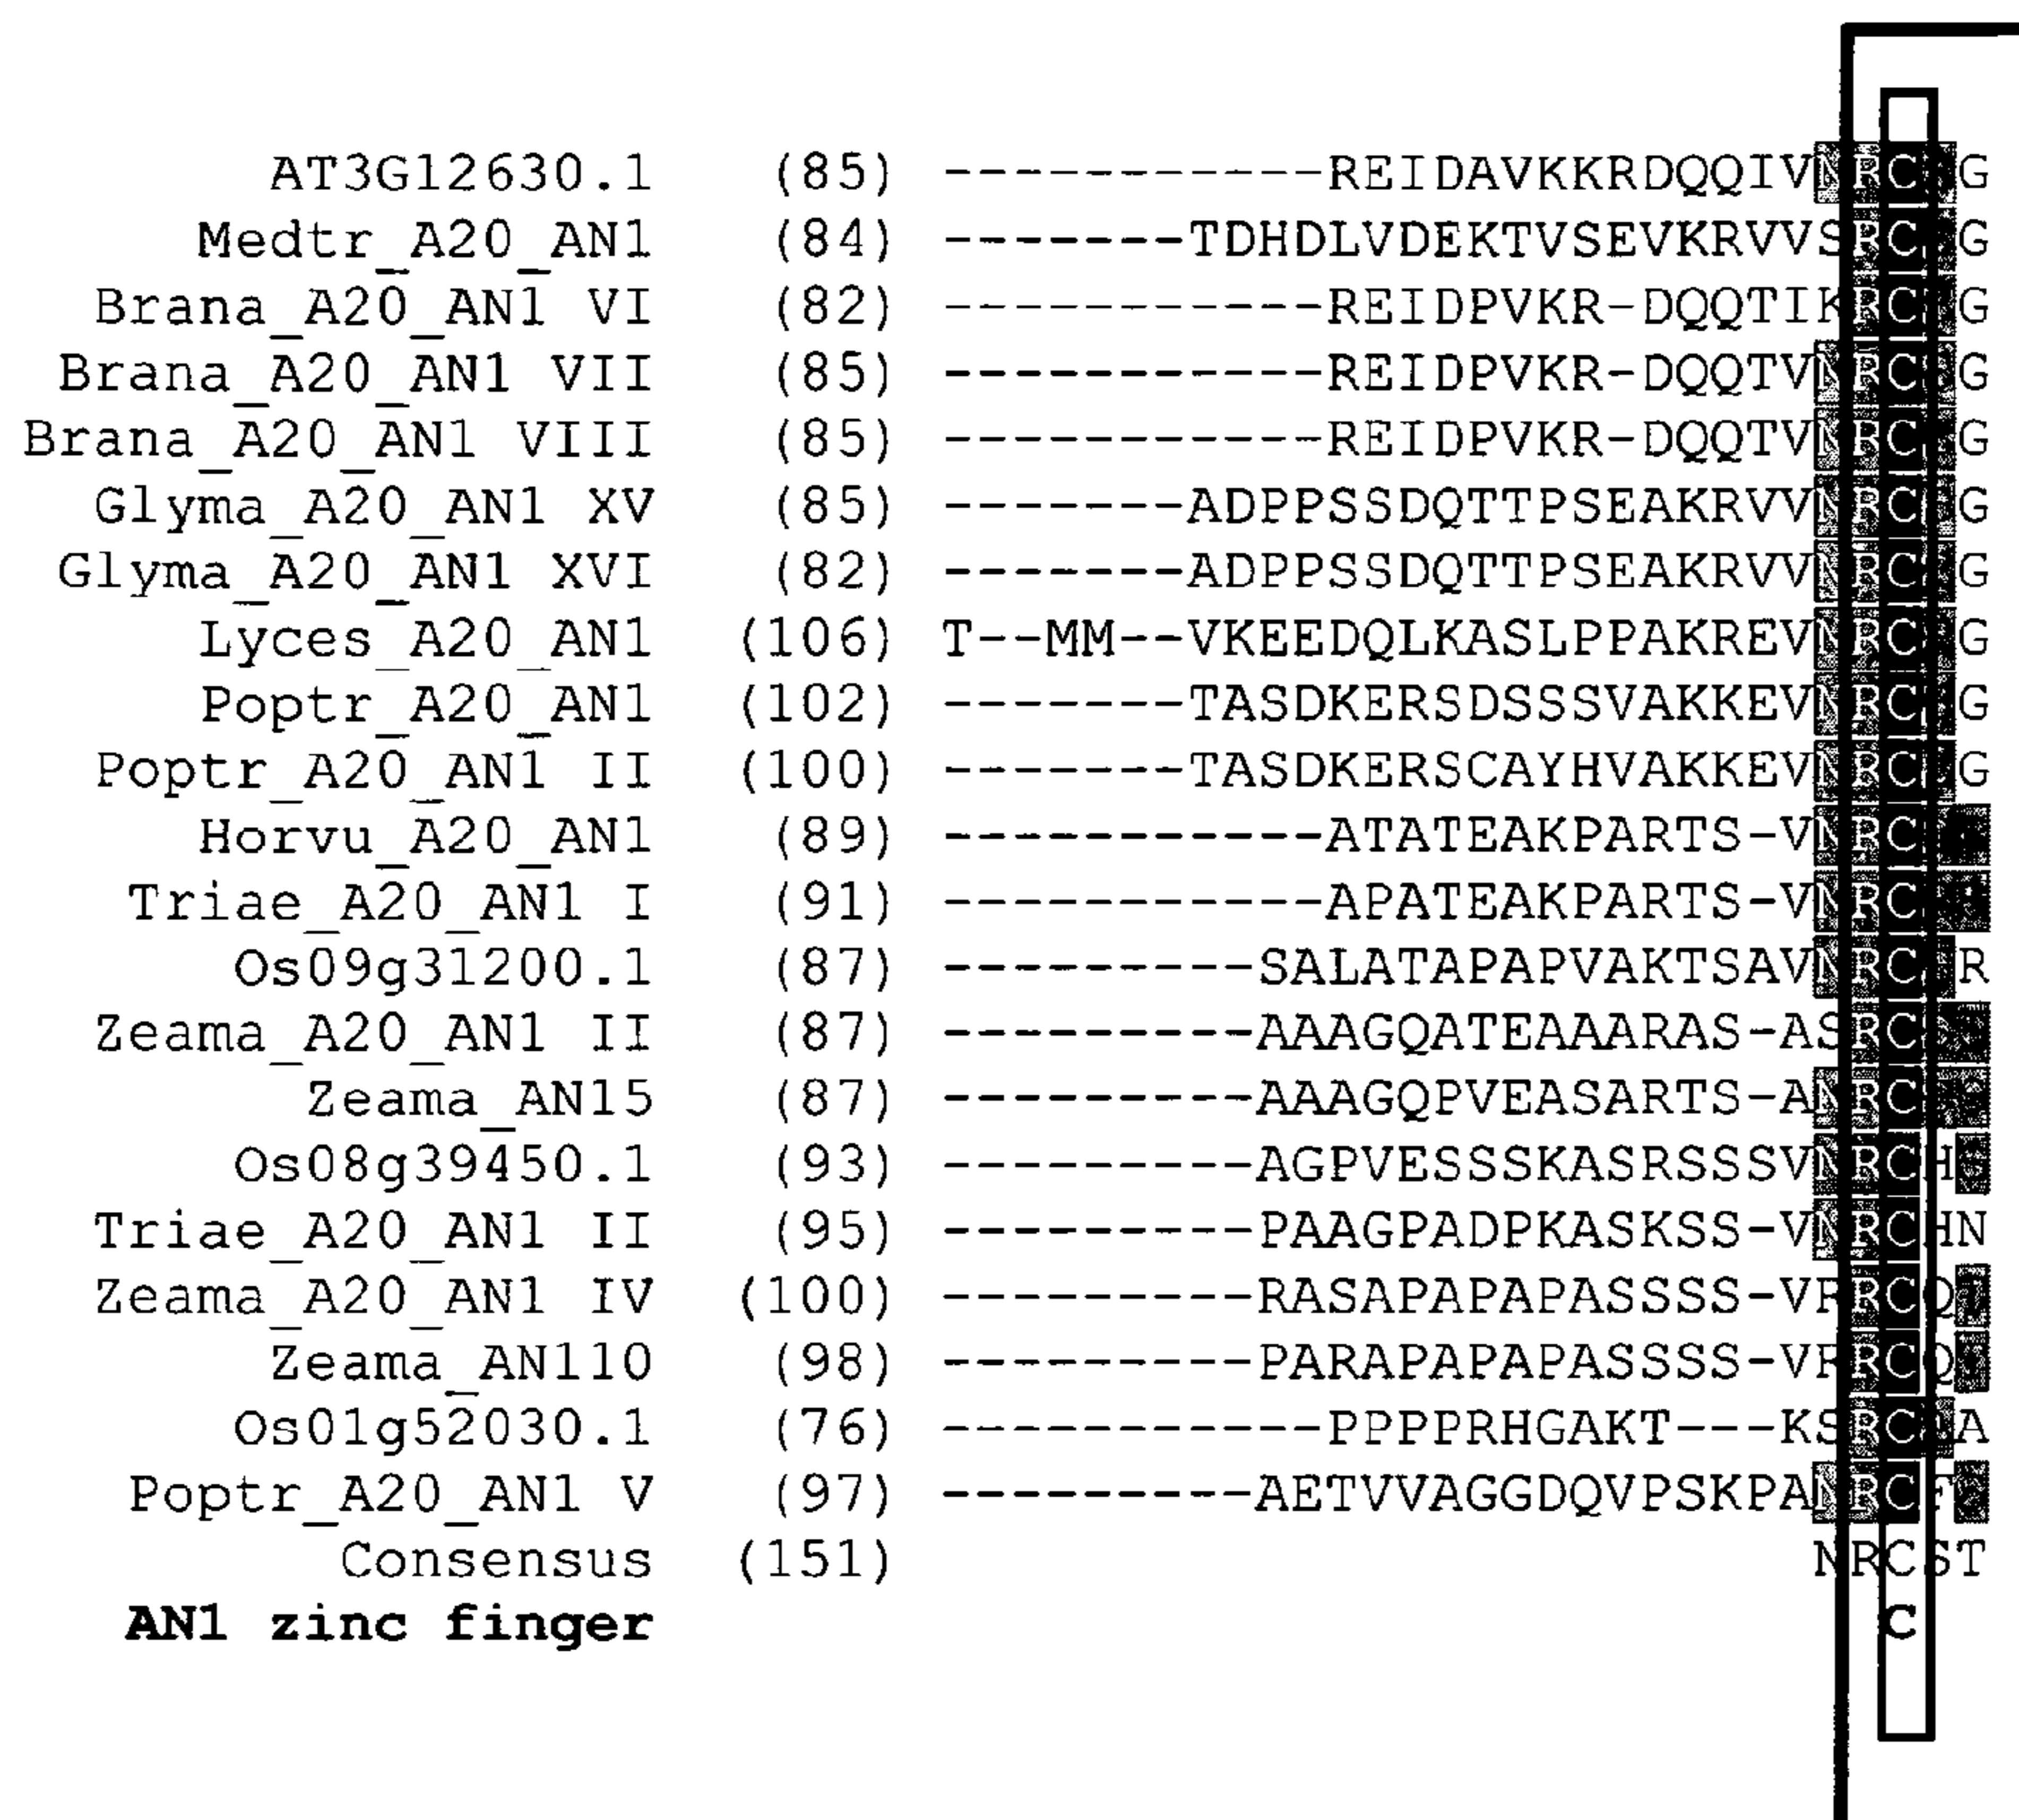 AT3G12630.1 (85) -----------REIDAVKKRDQQIVNRC G
Medtr_A20_AN1 (84) -------TDHDLVDEKTVSEVKRVVSRC G
Brana_A20_AN1 VI (82) -----------REIDPVKR-DQQTIKRC G
Brana_A20_AN1 VII (85) -----------REIDPVKR-DQQTVNRC G
Brana_A20_AN1 VIII (85) -----------REIDPVKR-DQQTVNRC G
Glyma_A20_AN1 XV (85) -------ADPPSSDQTTPSEAKRVVNRC G
Glyma_A20_AN1 XVI (82) -------ADPPSSDQTTPSEAKRVVNRC G
Lyces_A20_AN1 (106) T--MM--VKEEDQLKASLPPAKREVNRC G
Poptr_A20_AN1 (102) -------TASDKERSDSSSVAKKEVNRC G
Poptr_A20_AN1 II (100) -------TASDKERSCAYHVAKKEVNRC G
Horvu_A20_AN1 (89) -----------ATATEAKPARTS-VNRC
Triae_A20_AN1 I (91) -----------APATEAKPARTS-VNRC
Os09g31200.1 (87) ---------SALATAPAPVAKTSAVNRC R
Zeama_A20_AN1 II (87) ---------AAAGQATEAAARAS-ASRC
Zeama_AN15 (87) ---------AAAGQPVEASARTS-ANRC
Os08g39450.1 (93) ---------AGPVESSSKASRSSSVNRCH
Triae_A20_AN1 II (95) ---------PAAGPADPKASKSS-VNRCHN
Zeama_A20_AN1 IV (100) ---------RASAPAPAPASSSS-VRRCQ
Zeama_AN110 (98) ---------PARAPAPAPASSSS-VRRCQ
Os01g52030.1 (76) -----------PPPPRHGAKT---KSRC A
Poptr_A20_AN1 V (97) ---------AETVVAGGDQVPSKPANRCF
Consensus (151) NRCST
AN1 zinc finger C